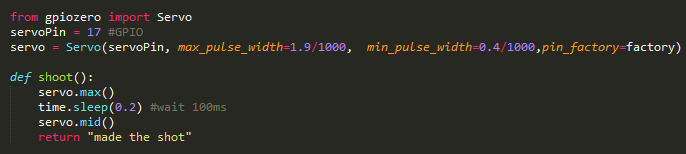 from gpiozero import Servo
servoPin = 17 #GPIO
servo = Servo(servoPin, max_pulse_width=1.9/1000,  min_pulse_width=0.4/1000,pin_factory=factory)

def shoot():
    servo.max()
    time.sleep(0.2) #wait 100ms
    servo.mid()
    return "made the shot"